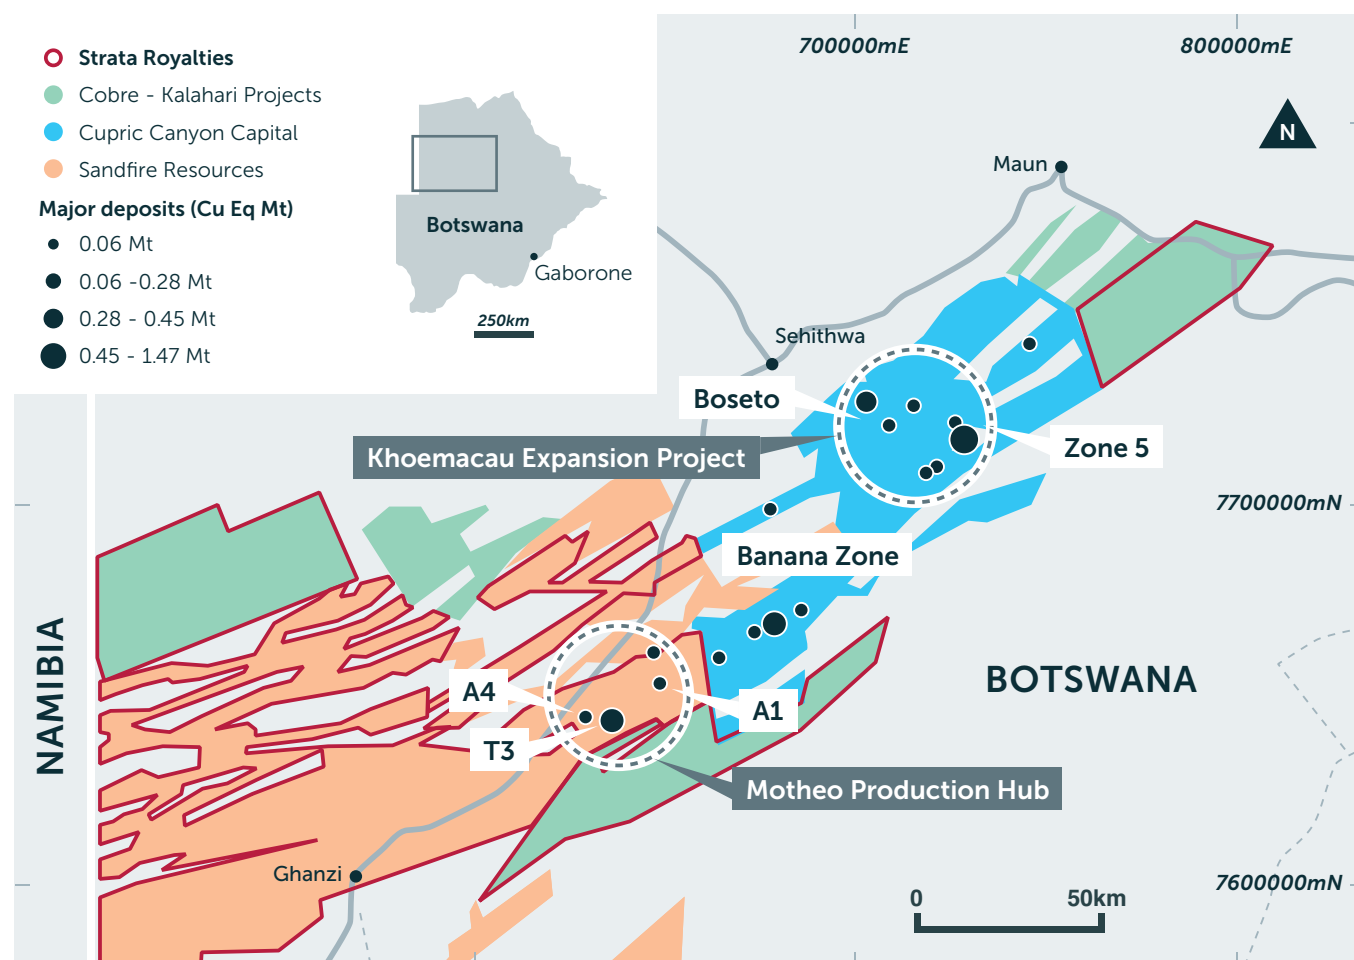 Strata Royalties
Cobre - Kalahari Projects
Cupric Canyon Capital
Sandfire Resources
Major deposits (Cu Eq Mt)
0.06 Mt
0.06 -0.28 Mt
0.28 - 0.45 Mt
0.45 - 1.47 Mt
Botswana
Gaborone
250km
700000mE
800000mE
N
Maun
Sehithwa
Boseto
Khoemacau Expansion Project
Zone 5
7700000mN
Banana Zone
NAMIBIA
BOTSWANA
A4
A1
T3
Motheo Production Hub
Ghanzi
7600000mN
0
50km